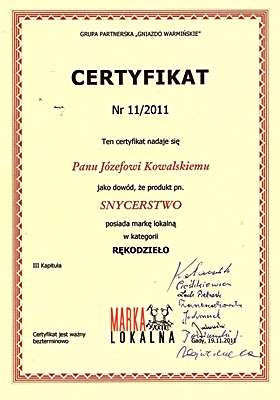 GRUPA PARTNERSKA „GNIAZDO WARMIŃSKIE"
CERTYFIKAT
Nr 11/2011
Ten certyfikat nadaje się
Panu Józefowi Kowalskiemu
jako dowód, że produkt pn.
SNYCERSTWO
posiada markę lokalną
w kategorii
RĘKODZIEŁO
III Kapituła
MARKA
LOKALNA
Certyfikat jest ważny
bezterminowo
Gady, 19.11.2011